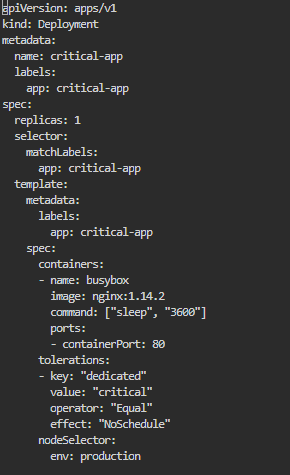 apiVersion: apps/v1
kind: Deployment
metadata:
  name: critical-app
  labels:
    app: critical-app
spec:
  replicas: 1
  selector:
    matchLabels:
      app: critical-app
  template:
    metadata:
      labels:
        app: critical-app
    spec:
      containers:
      - name: busybox
        image: nginx:1.14.2
        command: ["sleep", "3600"]
        ports:
        - containerPort: 80
      tolerations:
      - key: "dedicated"
        value: "critical"
        operator: "Equal"
        effect: "NoSchedule"
      nodeSelector:
        env: production